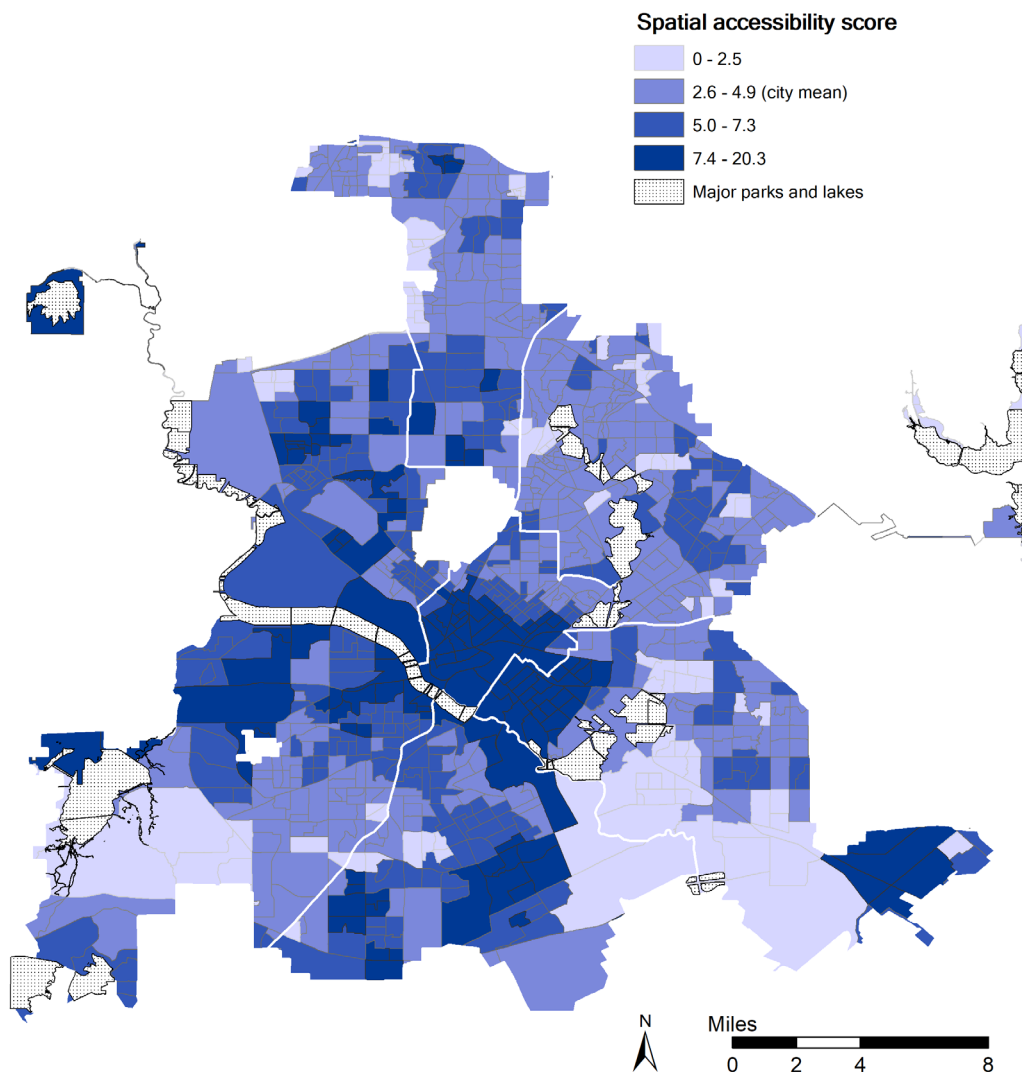 Spatial accessibility score
0 - 2.5
2.6 - 4.9 (city mean)
5.0 - 7.3
7.4 - 20.3
Major parks and lakes
N
Miles
0 2 4 8